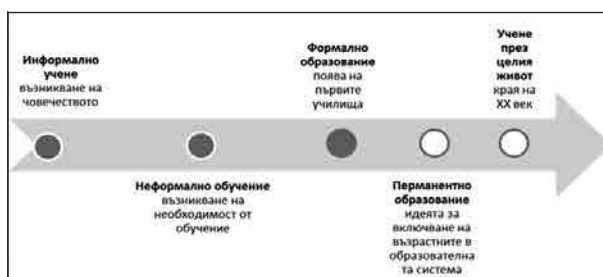 Информално
учене
възникване на
човечеството
Неформално обучение
възникване на
необходимост от
обучение
Формално
образование
поява на
първите
училища
Перманентно
образование
идеята за
включване на
възрастните в
образователна
та система
Учене
през
целия
живот
края на
XX век